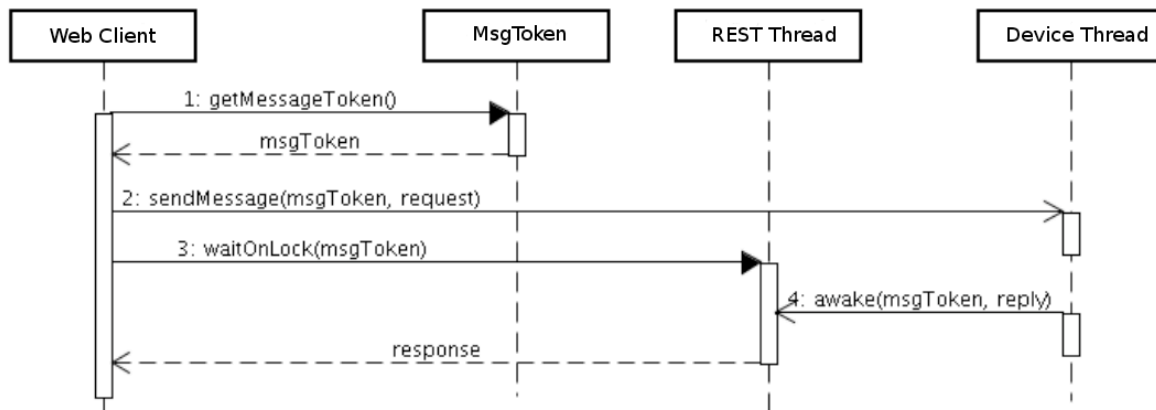 Web Client
MsgToken
REST Thread
Device Thread
1: getMessageToken()
msgToken
2: sendMessage(msgToken, request)
3: waitOnLock(msgToken)
4: awake(msgToken, reply)
response